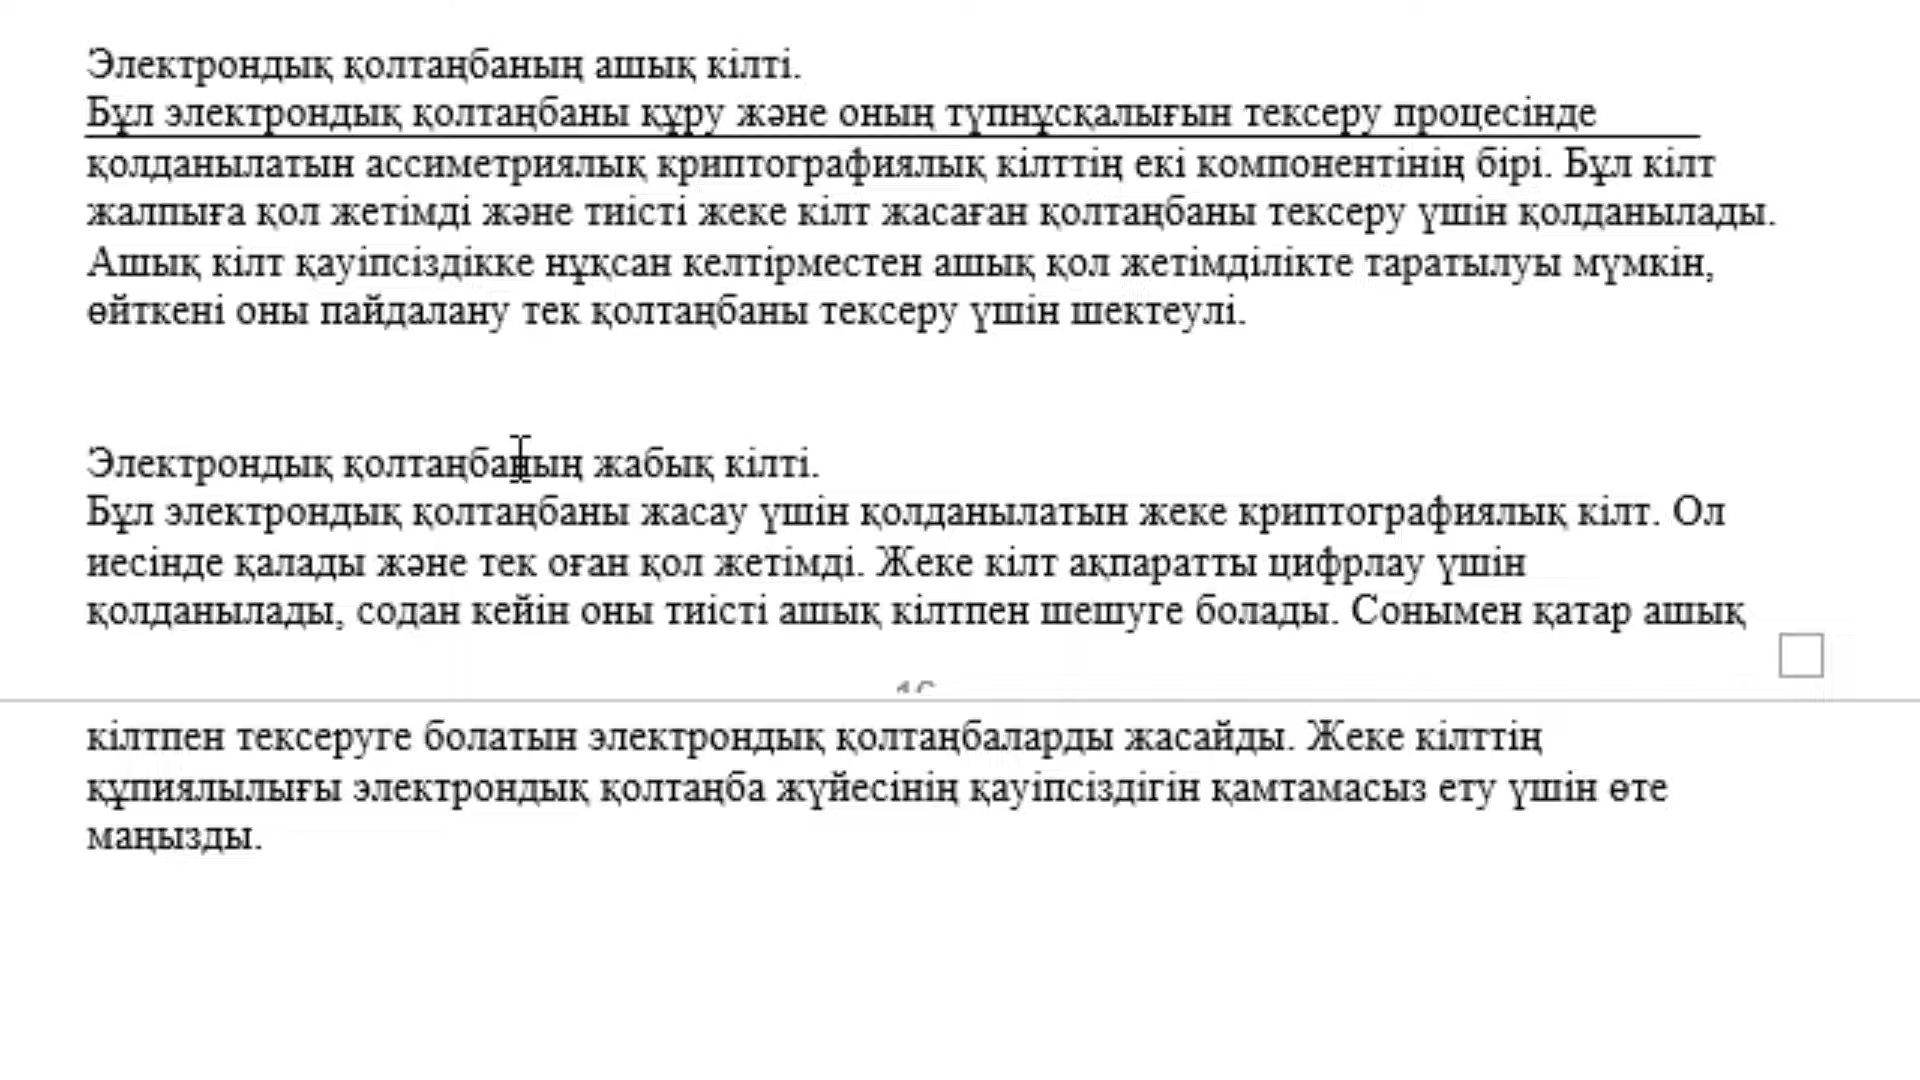 Электрондық қолтаңбаның ашық кілті.
Бұл электрондық қолтаңбаны құру және оның түпнұсқалығын тексеру процесінде
қолданылатын ассиметриялық криптографиялық кілттің екі компонентінің бірі. Бұл кілт
жалпыға қол жетімді және тиісті жеке кілт жасаған қолтаңбаны тексеру үшін қолданылады.
Ашық кілт қауіпсіздікке нұқсан келтірместен ашық қол жетімділікте таратылуы мүмкін,
өйткені оны пайдалану тек қолтаңбаны тексеру үшін шектеулі.
Электрондық қолтаңбаның жабық кілті.
Бұл электрондық қолтаңбаны жасау үшін қолданылатын жеке криптографиялық кілт. Ол
иесінде қалады және тек оған қол жетімді. Жеке кілт ақпаратты цифрлау үшін
қолданылады, содан кейін оны тиісті ашық кілтпен шешуге болады. Сонымен қатар ашық
кілтпен тексеруге болатын электрондық қолтаңбаларды жасайды. Жеке кілттің
құпиялылығы электрондық қолтаңба жүйесінің қауіпсіздігін қамтамасыз ету үшін өте
маңызды.